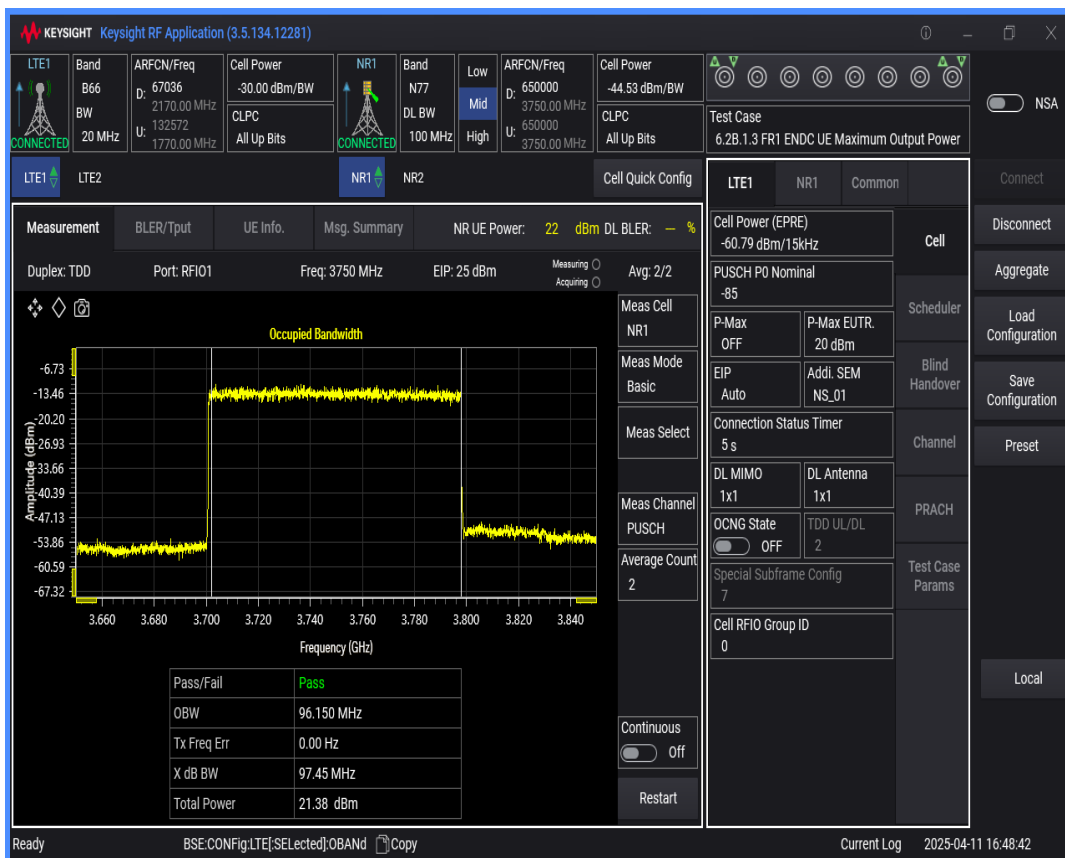 KEYSIGHT Keysight RF Application (3.5.134.12281)
LTE1 Band ARFCN/Freq Cell Power NR1 Band Low ARFCN/Freq Cell Power
B66 D: 67036 -30.00 dBm/BW N77 D: 650000 -44.53 dBm/BW
2170.00 MHz 3750.00 MHz
BW CLPC DL BW Mid CLPC Test Case NSA
U: 132572 U: 650000
CONNECTED 20 MHz 1770.00 MHz All Up Bits CONNECTED 100 MHz High 3750.00 MHz All Up Bits 6.2B.1.3 FR1 ENDC UE Maximum Output Power
LTE1 LTE2 NR1 NR2 Cell Quick Config
Measurement BLER/Tput UE Info. Msg. Summary NR UE Power: 22 dBm DL BLER: — %
Duplex: TDD Port: RFIO1 Freq: 3750 MHz EIP: 25 dBm Measuring Avg: 2/2
Acquiring
Occupied Bandwidth
Amplitude (dBm)
-6.73
-13.46
-20.20
-26.93
-33.66
-40.39
-47.13
-53.86
-60.59
-67.32
3.660 3.680 3.700 3.720 3.740 3.760 3.780 3.800 3.820 3.840
Frequency (GHz)
Pass/Fail Pass
OBW 96.150 MHz
Tx Freq Err 0.00 Hz
X dB BW 97.45 MHz
Total Power 21.38 dBm
Meas Cell
NR1
Meas Mode
Basic
Meas Select
Meas Channel
PUSCH
Average Count
2
Continuous
Off
Restart
LTE1 NR1 Common
Cell Power (EPRE)
-60.79 dBm/15kHz
PUSCH P0 Nominal
-85
P-Max P-Max EUTR.
OFF 20 dBm
EIP Addi. SEM
Auto NS_01
Connection Status Timer
5 s
DL MIMO DL Antenna
1x1 1x1
OCNG State TDD UL/DL
OFF 2
Special Subframe Config
7
Cell RFIO Group ID
0
Cell
Scheduler
Blind
Handover
Channel
PRACH
Test Case
Params
Connect
Disconnect
Aggregate
Load
Configuration
Save
Configuration
Preset
Local
Ready BSE:CONFig:LTE[:SELected]:OBANd Copy Current Log 2025-04-11 16:48:42